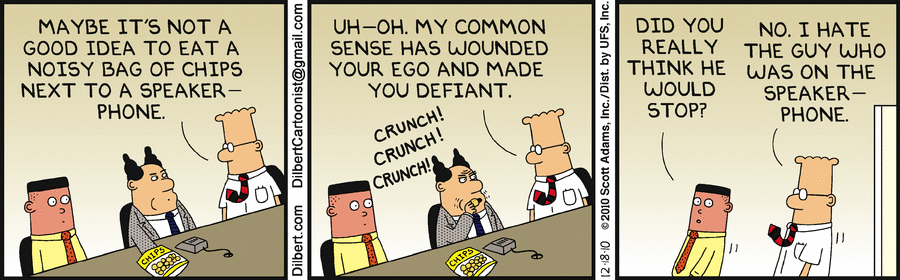 MAYBE IT'S NOT A
GOOD IDEA TO EAT A
NOISY BAG OF CHIPS
NEXT TO A SPEAKER—
PHONE.
CHIPS
Dilbert.com DilbertCartoonist@gmail.com
UH—OH. MY COMMON
SENSE HAS WOUNDED
YOUR EGO AND MADE
YOU DEFIANT.
CRUNCH!
CRUNCH!
CRUNCH!
CHIPS
12-18-10 © 2010 Scott Adams, Inc./Dist. by UFS, Inc.
DID YOU
REALLY
THINK HE
WOULD
STOP?
NO. I HATE
THE GUY WHO
WAS ON THE
SPEAKER—
PHONE.